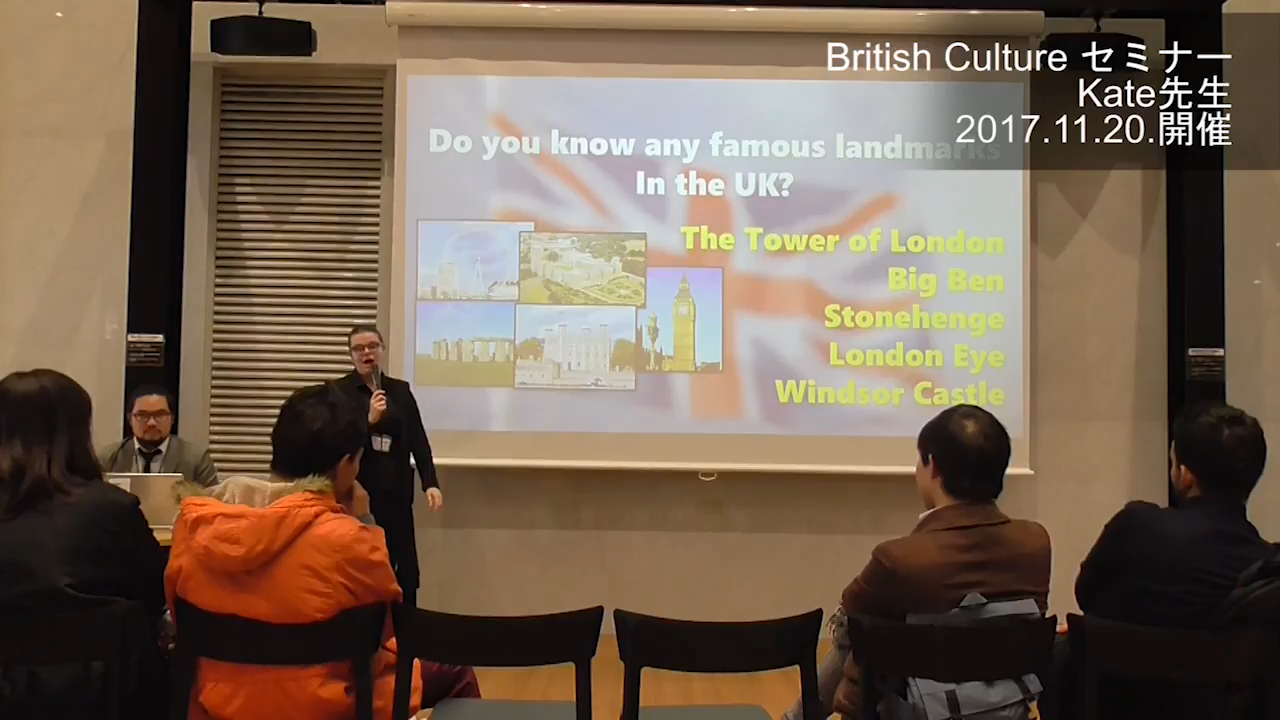 British Culture セミナー
Kate先生
2017.11.20.開催
Do you know any famous landmarks
In the UK?
The Tower of London
Big Ben
Stonehenge
London Eye
Windsor Castle